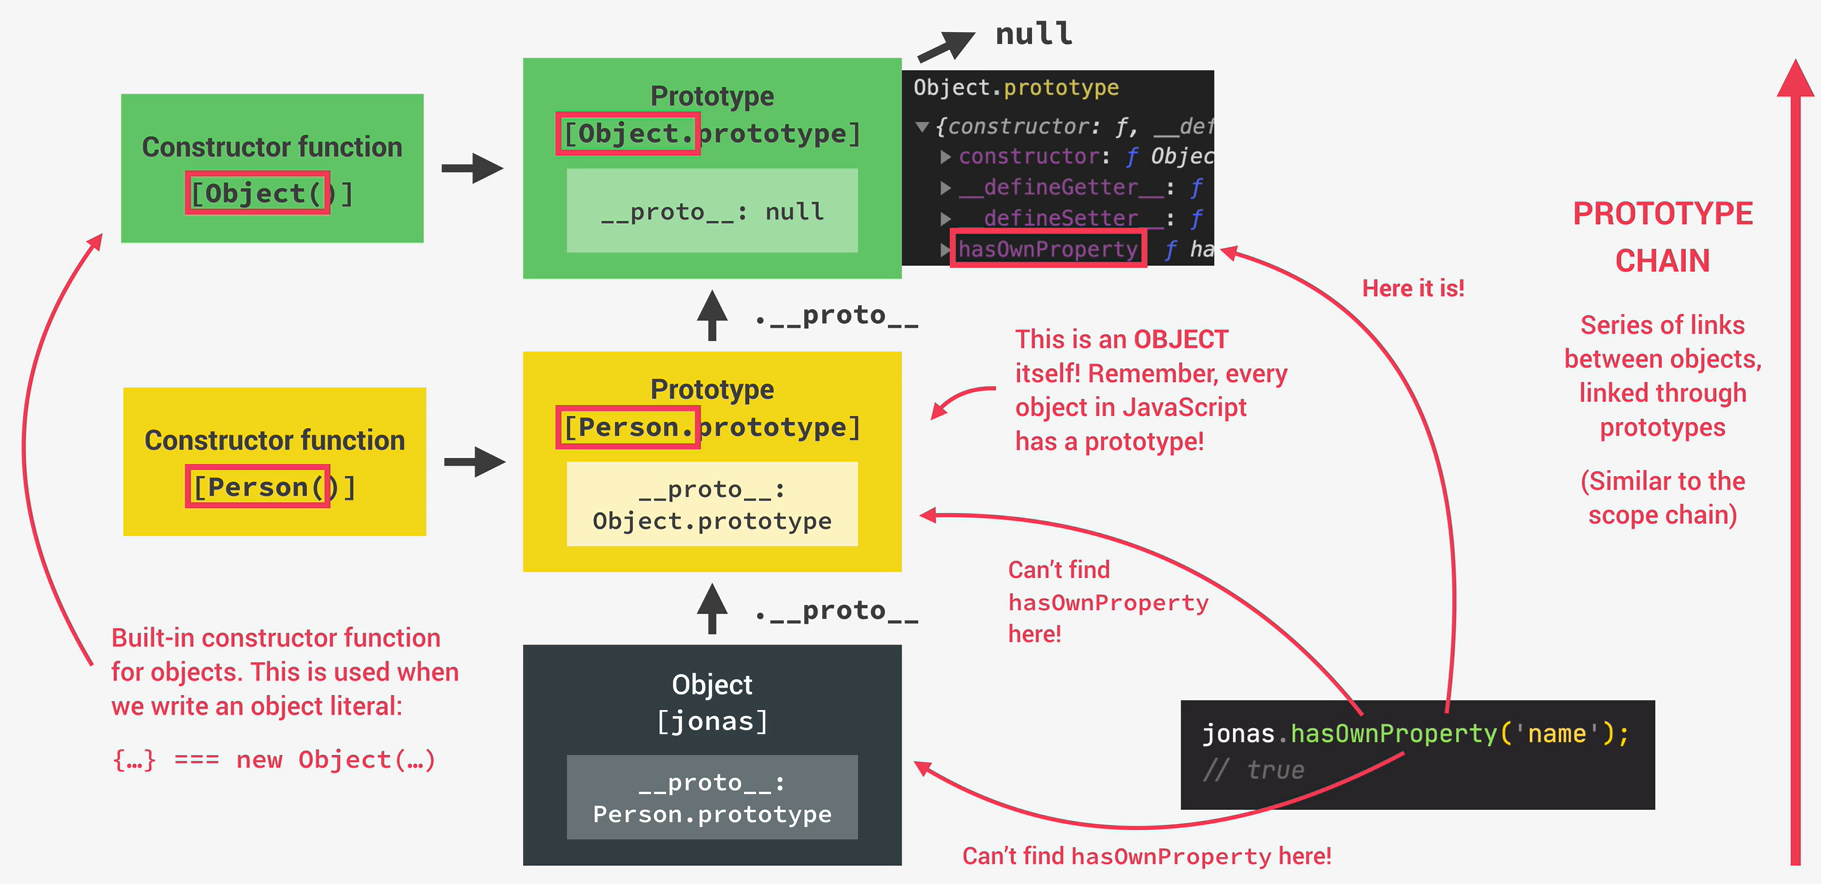 null
Constructor function
[Object()]
Prototype
[Object.prototype]
__proto__: null
Object.prototype
▼{constructor: ƒ, __def
▶constructor: ƒ Objec
▶__defineGetter__: ƒ
▶__defineSetter__: ƒ
▶hasOwnProperty ƒ ha
Here it is!
.__proto__
Constructor function
[Person()]
Prototype
[Person.prototype]
__proto__:
Object.prototype
This is an OBJECT
itself! Remember, every
object in JavaScript
has a prototype!
Can't find
hasOwnProperty
here!
.__proto__
Object
[jonas]
__proto__:
Person.prototype
Built-in constructor function
for objects. This is used when
we write an object literal:
{…} === new Object(…)
jonas.hasOwnProperty('name');
// true
Can't find hasOwnProperty here!
PROTOTYPE
CHAIN
Series of links
between objects,
linked through
prototypes
(Similar to the
scope chain)